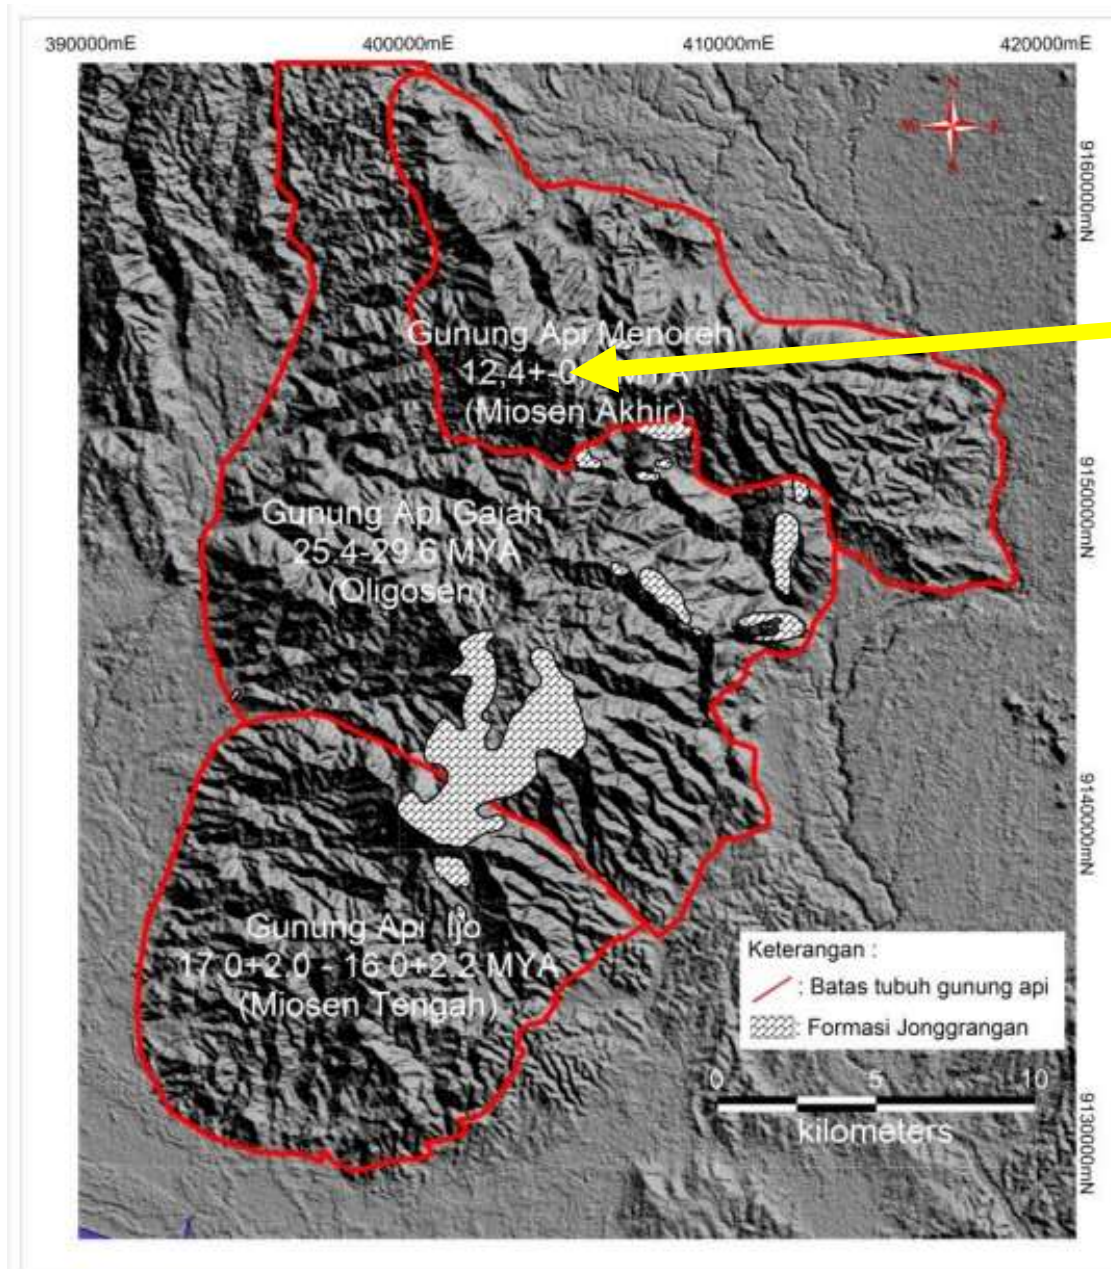 390000mE 400000mE 410000mE 420000mE
N
E
9160000mN
Gunung Api Menoreh
12,4+-0 MYA
(Miosen Akhir)
9150000mN
Gunung Api Gajah
25.4-29.6 MYA
(Oligosen)
9140000mN
Gunung Api Ijo
17.0+2.0 - 16.0+2.2 MYA
(Miosen Tengah)
Keterangan :
: Batas tubuh gunung api
: Formasi Jonggrangan
0 5 10
kilometers
9130000mN